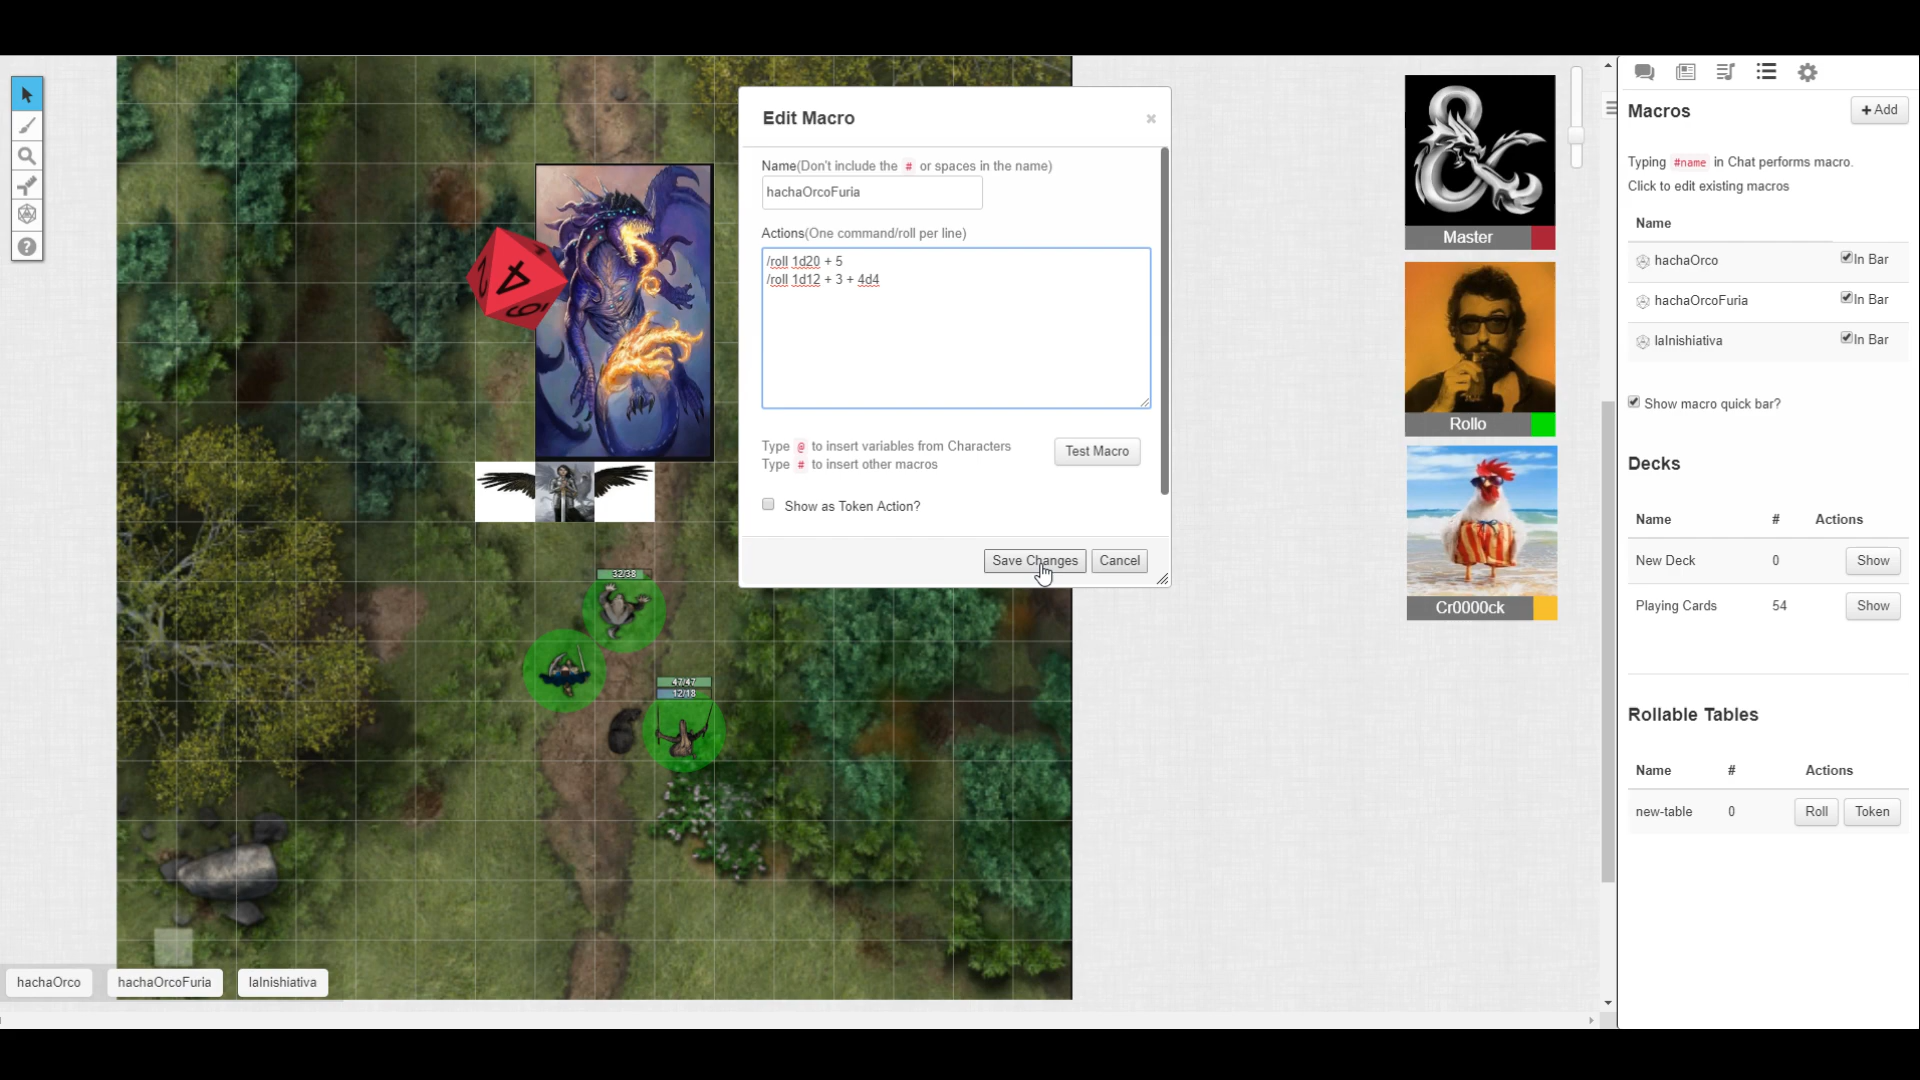 Edit Macro
×
Name(Don't include the # or spaces in the name)
hachaOrcoFuria
Actions(One command/roll per line)
/roll 1d20 + 5
/roll 1d12 + 3 + 4d4
Type @ to insert variables from Characters
Type # to insert other macros
Test Macro
Show as Token Action?
Save Changes
Cancel
4
32/38
47/47
12/18
hachaOrco
hachaOrcoFuria
laInishiativa
Master
Rollo
Cr0000ck
Macros
+ Add
Typing #name in Chat performs macro.
Click to edit existing macros
Name
hachaOrco In Bar
hachaOrcoFuria In Bar
laInishiativa In Bar
Show macro quick bar?
Decks
Name # Actions
New Deck 0 Show
Playing Cards 54 Show
Rollable Tables
Name # Actions
new-table 0 Roll Token